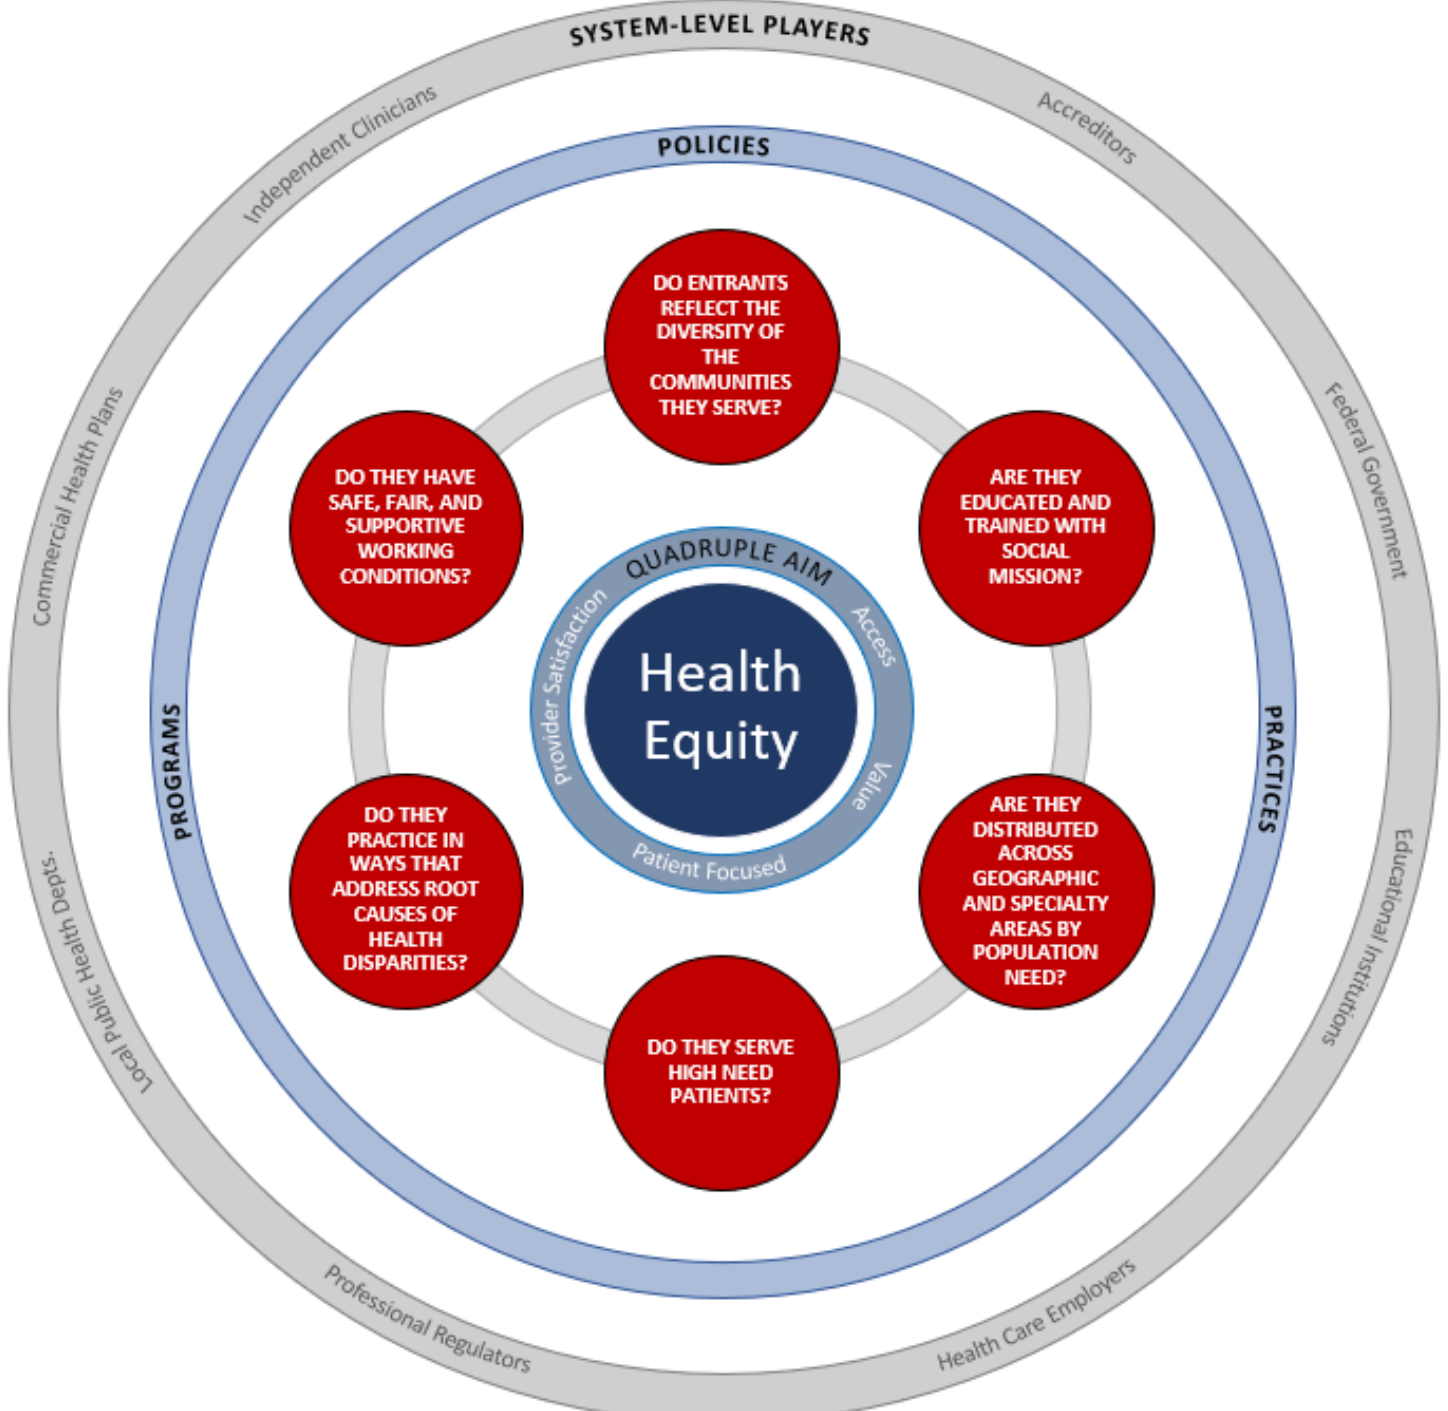 SYSTEM-LEVEL PLAYERS
Independent Clinicians
Accreditors
Commercial Health Plans
Federal Government
Local Public Health Depts.
Educational Institutions
Professional Regulators
Health Care Employers
POLICIES
PROGRAMS
PRACTICES
DO ENTRANTS
REFLECT THE
DIVERSITY OF
THE
COMMUNITIES
THEY SERVE?
DO THEY HAVE
SAFE, FAIR, AND
SUPPORTIVE
WORKING
CONDITIONS?
ARE THEY
EDUCATED AND
TRAINED WITH
SOCIAL
MISSION?
QUADRUPLE AIM
Provider Satisfaction
Access
Value
Patient Focused
Health
Equity
DO THEY
PRACTICE IN
WAYS THAT
ADDRESS ROOT
CAUSES OF
HEALTH
DISPARITIES?
ARE THEY
DISTRIBUTED
ACROSS
GEOGRAPHIC
AND SPECIALTY
AREAS BY
POPULATION
NEED?
DO THEY SERVE
HIGH NEED
PATIENTS?